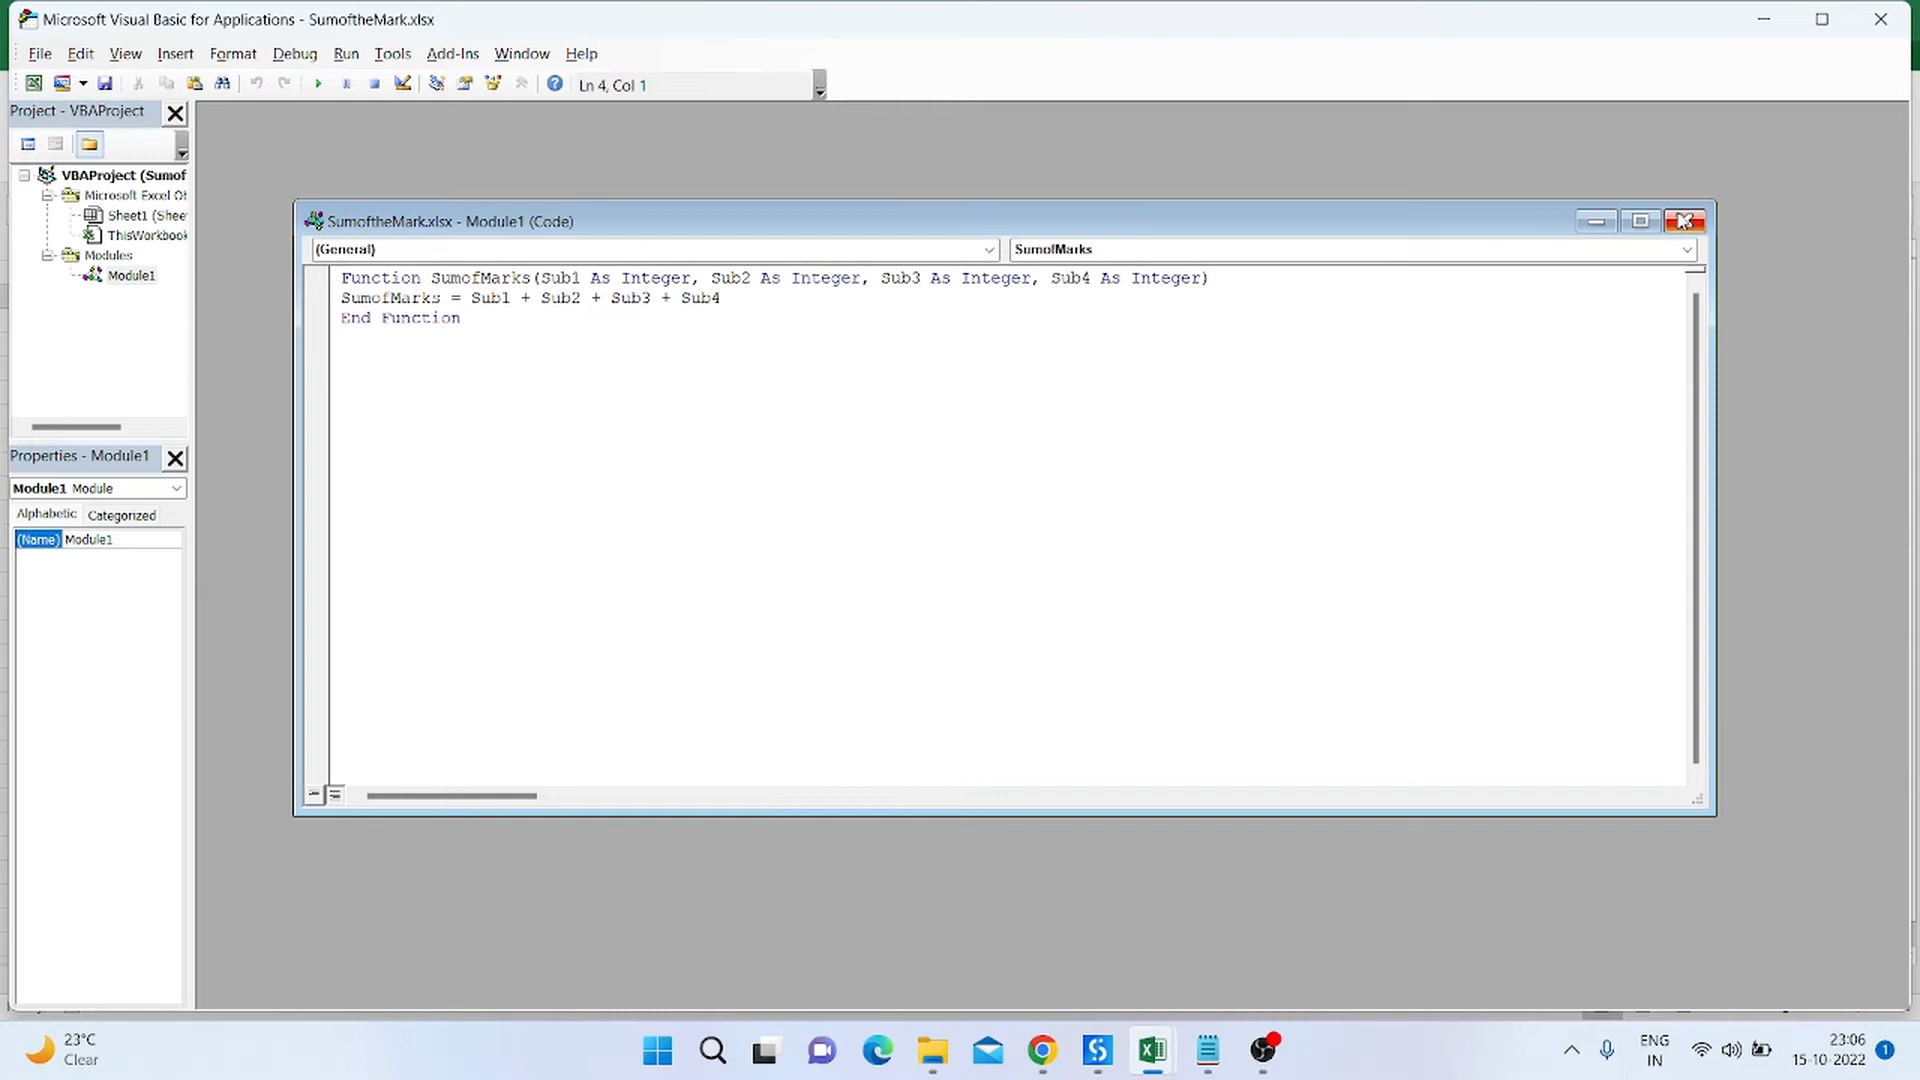 Microsoft Visual Basic for Applications - SumoftheMark.xlsx
File Edit View Insert Format Debug Run Tools Add-Ins Window Help
Ln 4, Col 1
Project - VBAProject
VBAProject (Sumof
Microsoft Excel Ob
Sheet1 (Shee
ThisWorkbook
Modules
Module1
Properties - Module1
Module1 Module
Alphabetic Categorized
(Name) Module1
SumoftheMark.xlsx - Module1 (Code)
(General) SumofMarks
Function SumofMarks(Sub1 As Integer, Sub2 As Integer, Sub3 As Integer, Sub4 As Integer)
SumofMarks = Sub1 + Sub2 + Sub3 + Sub4
End Function
23°C
Clear
ENG
IN
23:06
15-10-2022
1